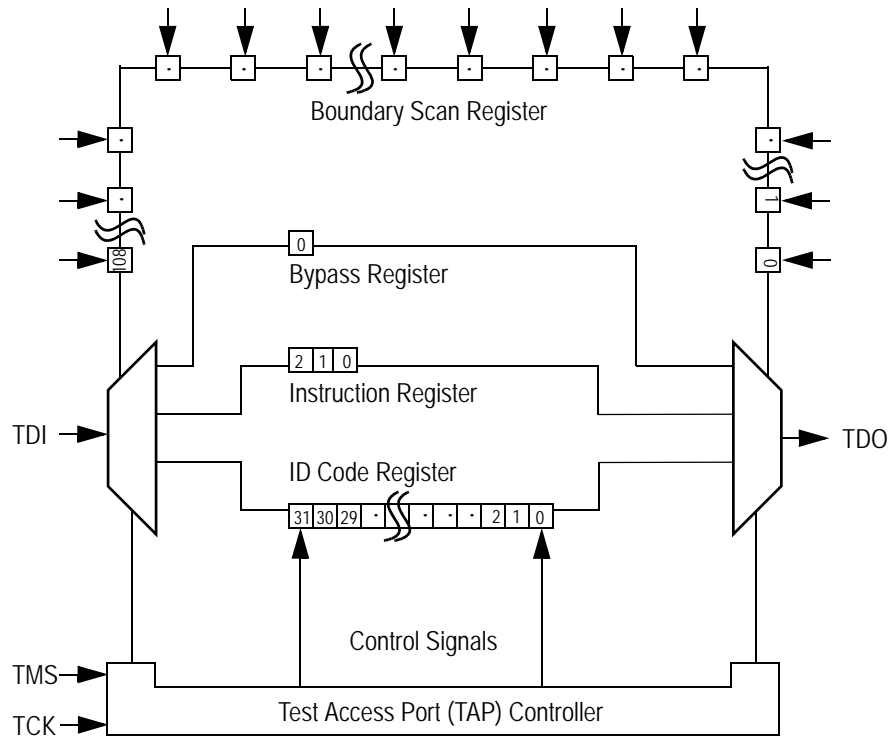 · · · · · · · ·
Boundary Scan Register
· ·
· 1
108 0
0
Bypass Register
2 1 0
Instruction Register
TDI TDO
ID Code Register
31 30 29 · · · · 2 1 0
Control Signals
TMS
Test Access Port (TAP) Controller
TCK